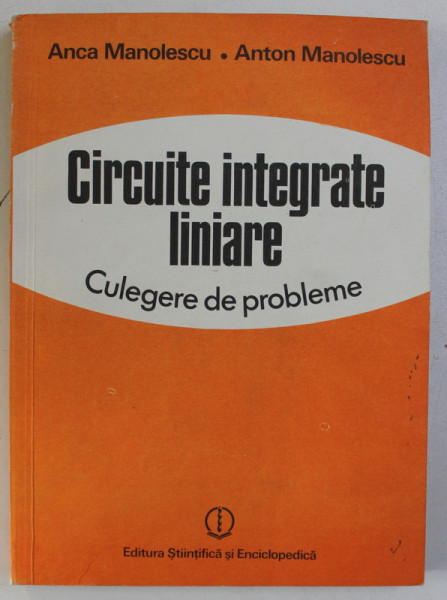 Anca Manolescu • Anton Manolescu
Circuite integrate
liniare
Culegere de probleme
Editura Științifică și Enciclopedică